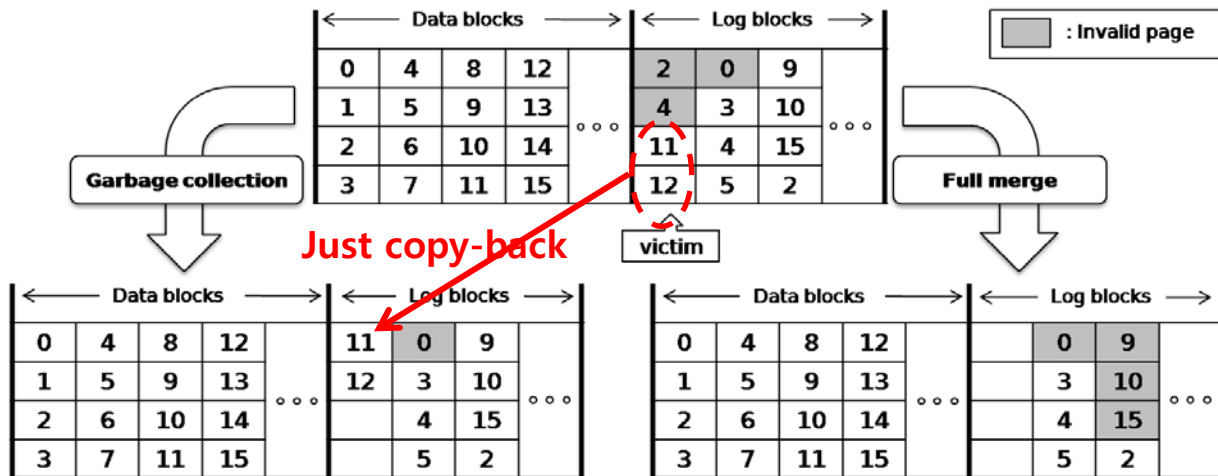 Data blocks Log blocks
: Invalid page
0 4 8 12 2 0 9
1 5 9 13 4 3 10
2 6 10 14 11 4 15
3 7 11 15 12 5 2
Garbage collection
Full merge
Just copy-back
victim
Data blocks Log blocks
0 4 8 12 11 0 9
1 5 9 13 12 3 10
2 6 10 14 4 15
3 7 11 15 5 2
Data blocks Log blocks
0 4 8 12 0 9
1 5 9 13 3 10
2 6 10 14 4 15
3 7 11 15 5 2